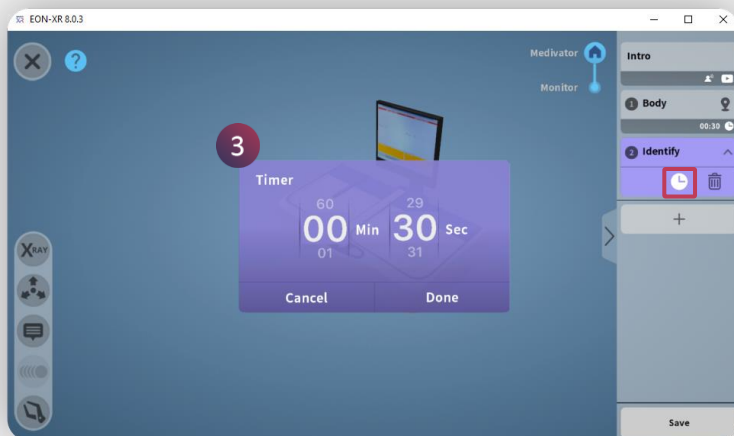 EON-XR 8.0.3
Medivator
Monitor
Intro
1 Body
00:30
2 Identify
3
Timer
60 29
00 Min 30 Sec
01 31
Cancel Done
XRAY
+
Save